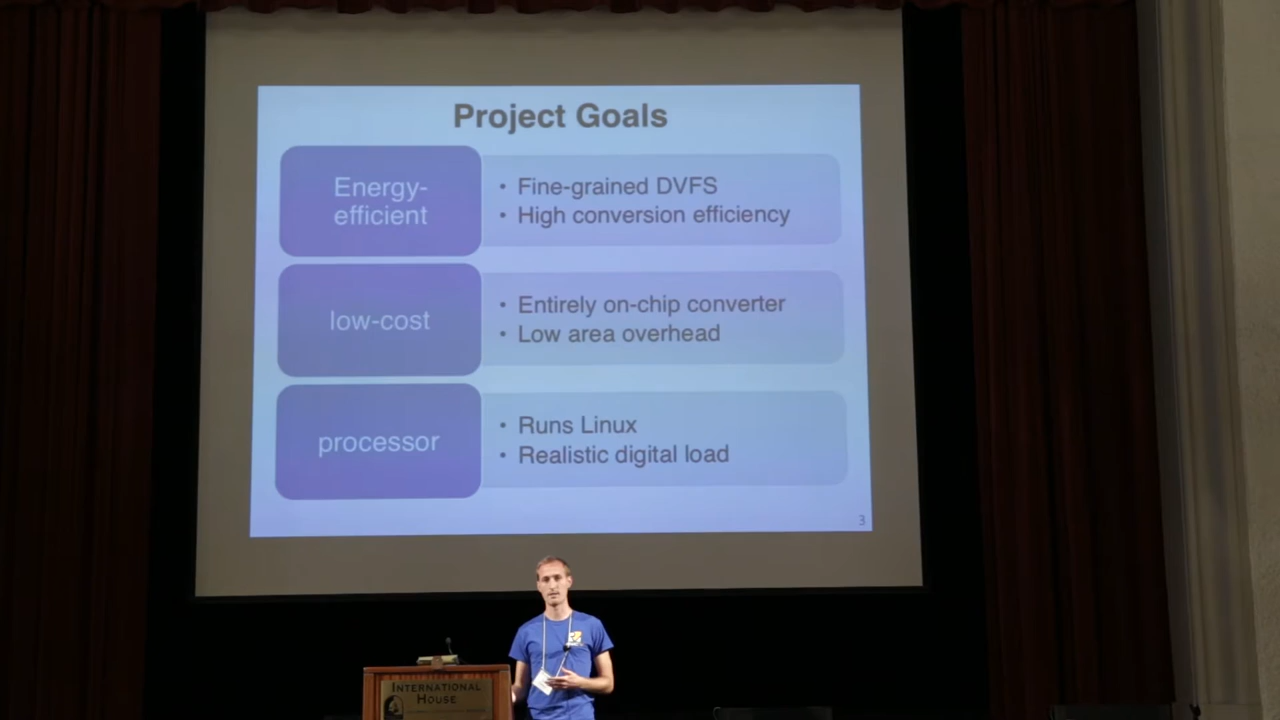 Project Goals
Energy-
efficient
• Fine-grained DVFS
• High conversion efficiency
low-cost
• Entirely on-chip converter
• Low area overhead
processor
• Runs Linux
• Realistic digital load
3
INTERNATIONAL
HOUSE